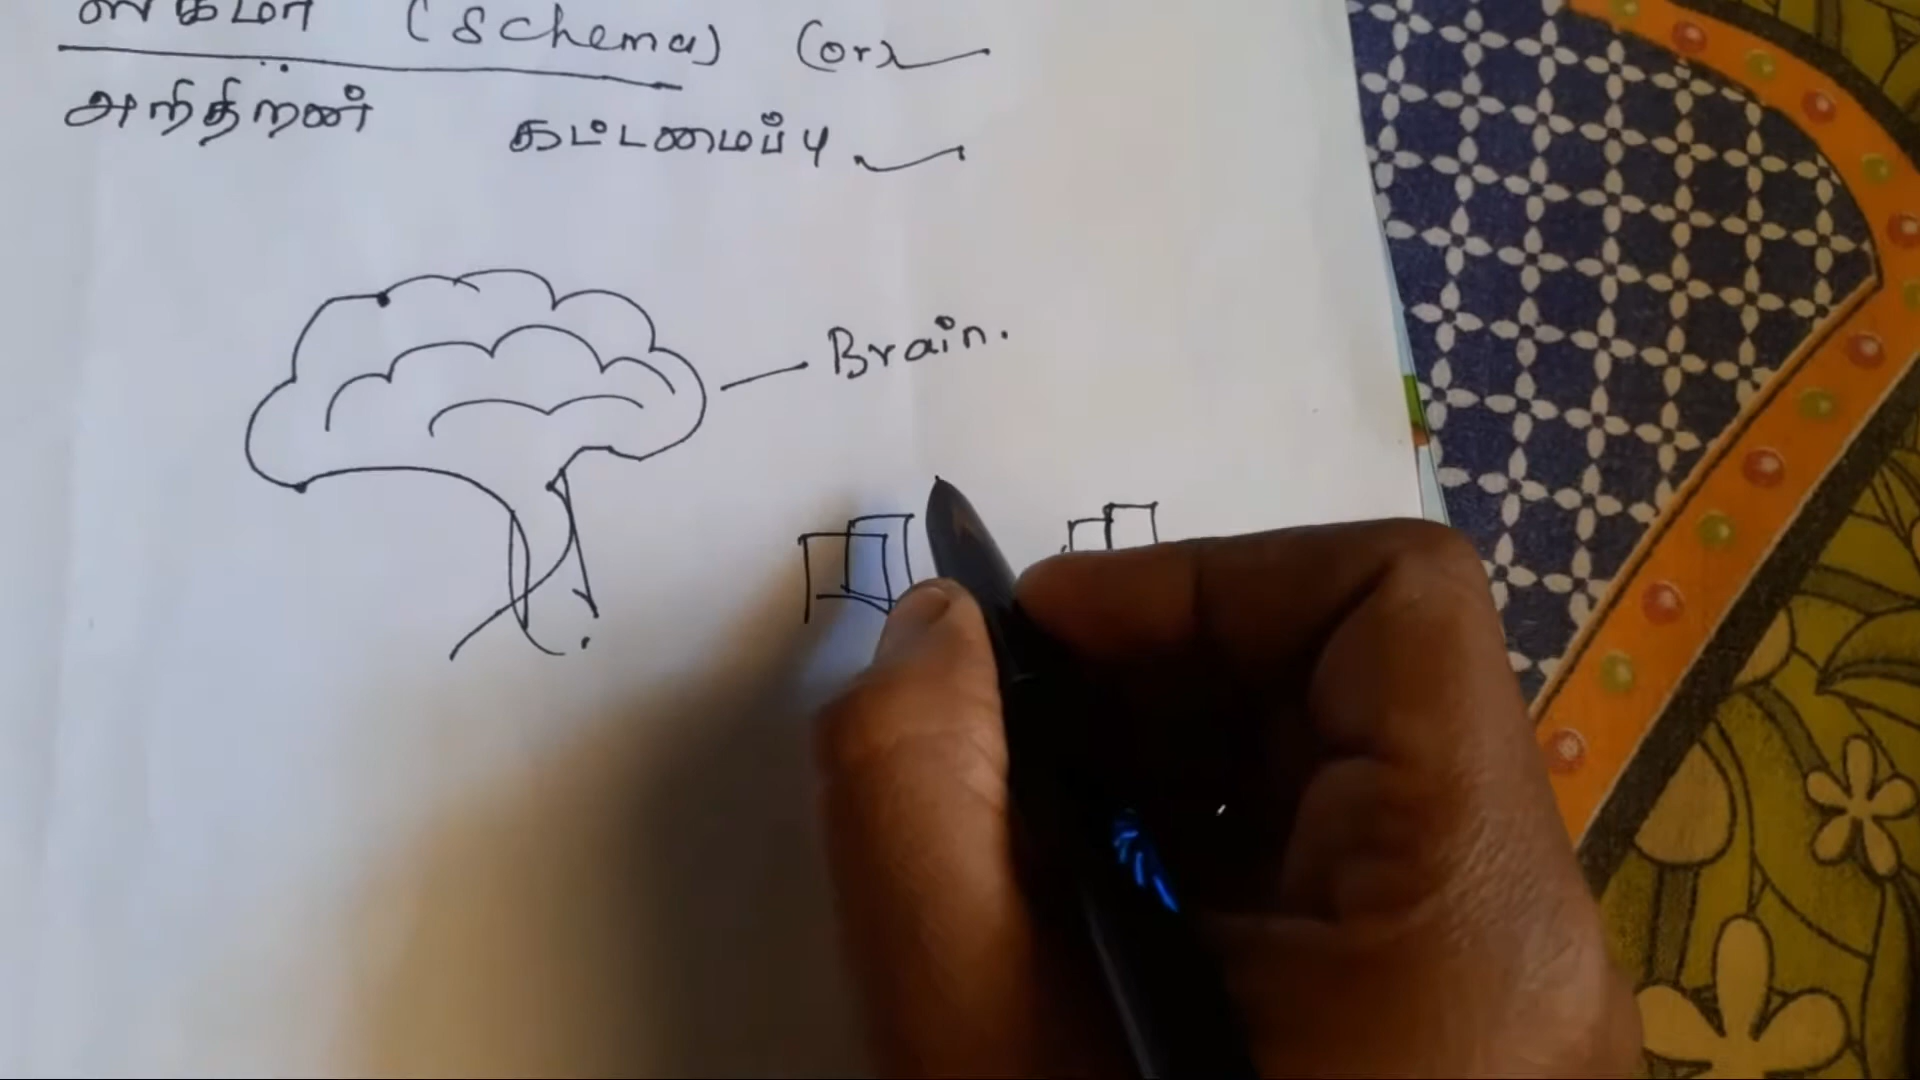 ஸ்கீமா (Schema) (or)
அறிதிறன் கட்டமைப்பு
Brain.